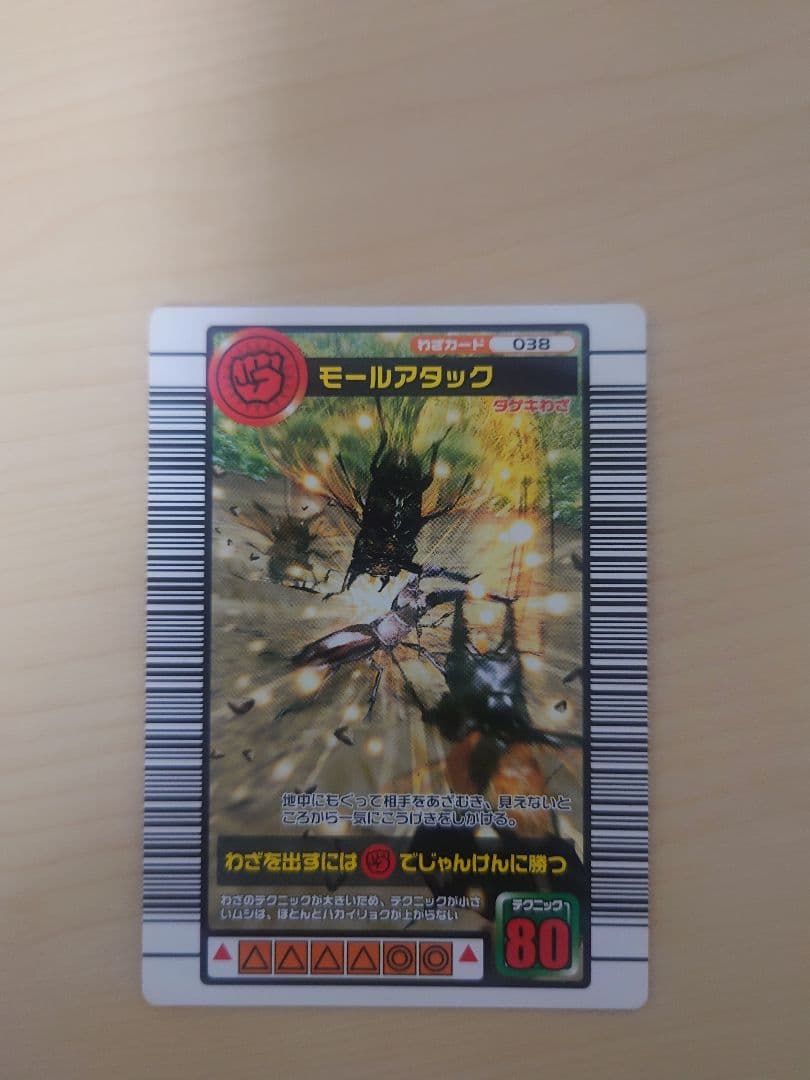 わざカード 038
モールアタック
ダゲキわざ
地中にもぐって相手をあざむき、見えないと
ころから一気にこうげきをしかける。
わざを出すには でじゃんけんに勝つ
わざのテクニックが大きいため、テクニックが小さ
いムシは、ほとんどハカイリョクが上がらない
テクニック
80